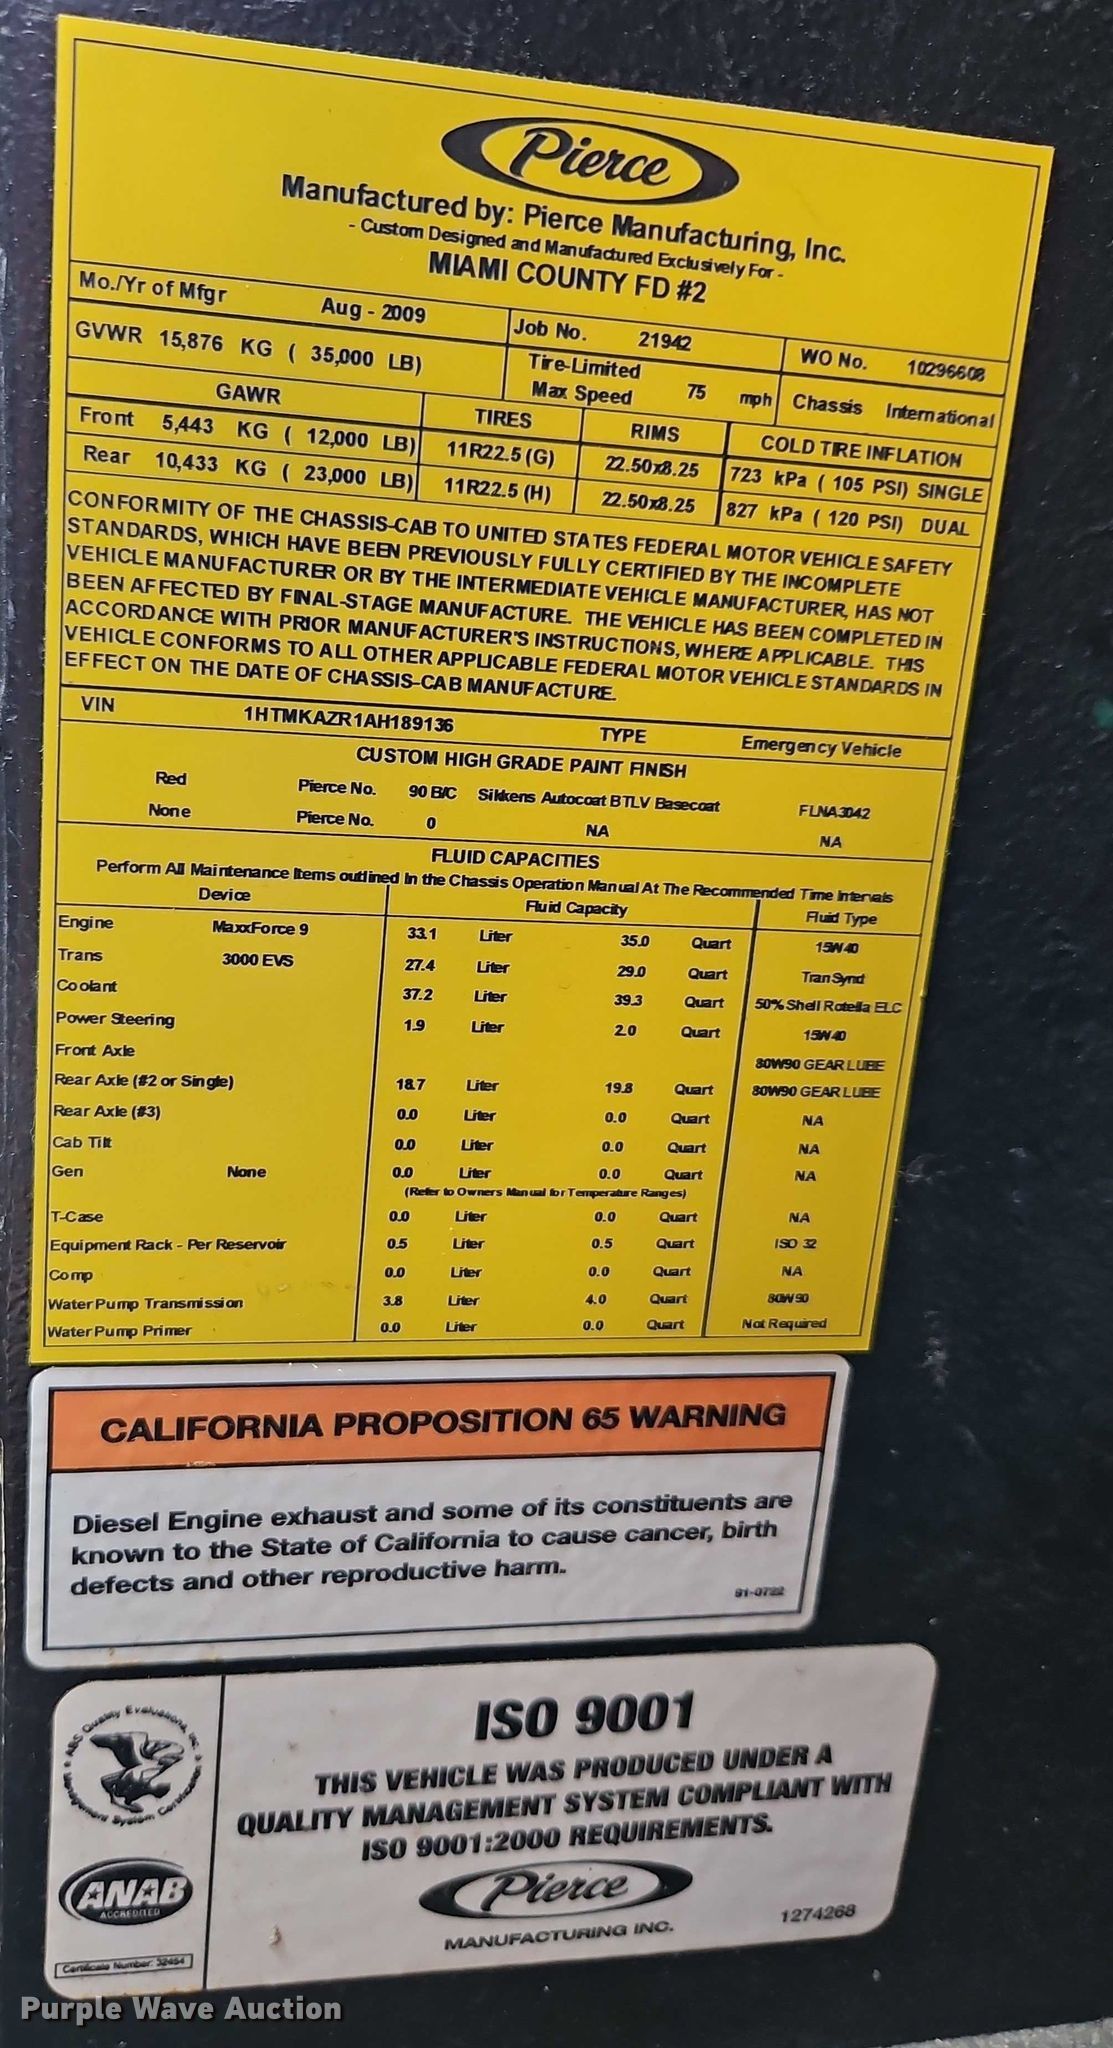 Pierce
Manufactured by: Pierce Manufacturing, Inc.
- Custom Designed and Manufactured Exclusively For -
MIAMI COUNTY FD #2
Mo./Yr of Mfgr Aug - 2009 Job No. 21942 WO No. 10296608
GVWR 15,876 KG ( 35,000 LB) Tire-Limited Max Speed 75 mph Chassis International
GAWR TIRES RIMS COLD TIRE INFLATION
Front 5,443 KG ( 12,000 LB) 11R22.5 (G) 22.50x8.25 723 kPa ( 105 PSI) SINGLE
Rear 10,433 KG ( 23,000 LB) 11R22.5 (H) 22.50x8.25 827 kPa ( 120 PSI) DUAL
CONFORMITY OF THE CHASSIS-CAB TO UNITED STATES FEDERAL MOTOR VEHICLE SAFETY
STANDARDS, WHICH HAVE BEEN PREVIOUSLY FULLY CERTIFIED BY THE INCOMPLETE
VEHICLE MANUFACTURER OR BY THE INTERMEDIATE VEHICLE MANUFACTURER, HAS NOT
BEEN AFFECTED BY FINAL-STAGE MANUFACTURE. THE VEHICLE HAS BEEN COMPLETED IN
ACCORDANCE WITH PRIOR MANUFACTURER'S INSTRUCTIONS, WHERE APPLICABLE. THIS
VEHICLE CONFORMS TO ALL OTHER APPLICABLE FEDERAL MOTOR VEHICLE STANDARDS IN
EFFECT ON THE DATE OF CHASSIS-CAB MANUFACTURE.
VIN 1HTMKAZR1AH189136 TYPE Emergency Vehicle
CUSTOM HIGH GRADE PAINT FINISH
Red Pierce No. 90 B/C Sikkens Autocoat BTLV Basecoat FLNA3042
None Pierce No. 0 NA NA
FLUID CAPACITIES
Perform All Maintenance Items outlined In the Chassis Operation Manual At The Recommended Time Intervals
Device Fluid Capacity Fluid Type
Engine MaxxForce 9 33.1 Liter 35.0 Quart 15W40
Trans 3000 EVS 27.4 Liter 29.0 Quart TranSynd
Coolant 37.2 Liter 39.3 Quart 50% Shell Rotella ELC
Power Steering 1.9 Liter 2.0 Quart 15W40
Front Axle 80W90 GEAR LUBE
Rear Axle (#2 or Single) 18.7 Liter 19.8 Quart 80W90 GEAR LUBE
Rear Axle (#3) 0.0 Liter 0.0 Quart NA
Cab Tilt 0.0 Liter 0.0 Quart NA
Gen None 0.0 Liter 0.0 Quart NA
(Refer to Owners Manual for Temperature Ranges)
T-Case 0.0 Liter 0.0 Quart NA
Equipment Rack - Per Reservoir 0.5 Liter 0.5 Quart ISO 32
Comp 0.0 Liter 0.0 Quart NA
Water Pump Transmission 3.8 Liter 4.0 Quart 80W90
Water Pump Primer 0.0 Liter 0.0 Quart Not Required
CALIFORNIA PROPOSITION 65 WARNING
Diesel Engine exhaust and some of its constituents are
known to the State of California to cause cancer, birth
defects and other reproductive harm.
91-0722
ABS Quality Evaluations, Inc.
Management System Certification
ANAB
ACCREDITED
Certificate Number: 32454
ISO 9001
THIS VEHICLE WAS PRODUCED UNDER A
QUALITY MANAGEMENT SYSTEM COMPLIANT WITH
ISO 9001:2000 REQUIREMENTS.
Pierce
MANUFACTURING INC.
1274268
Purple Wave Auction